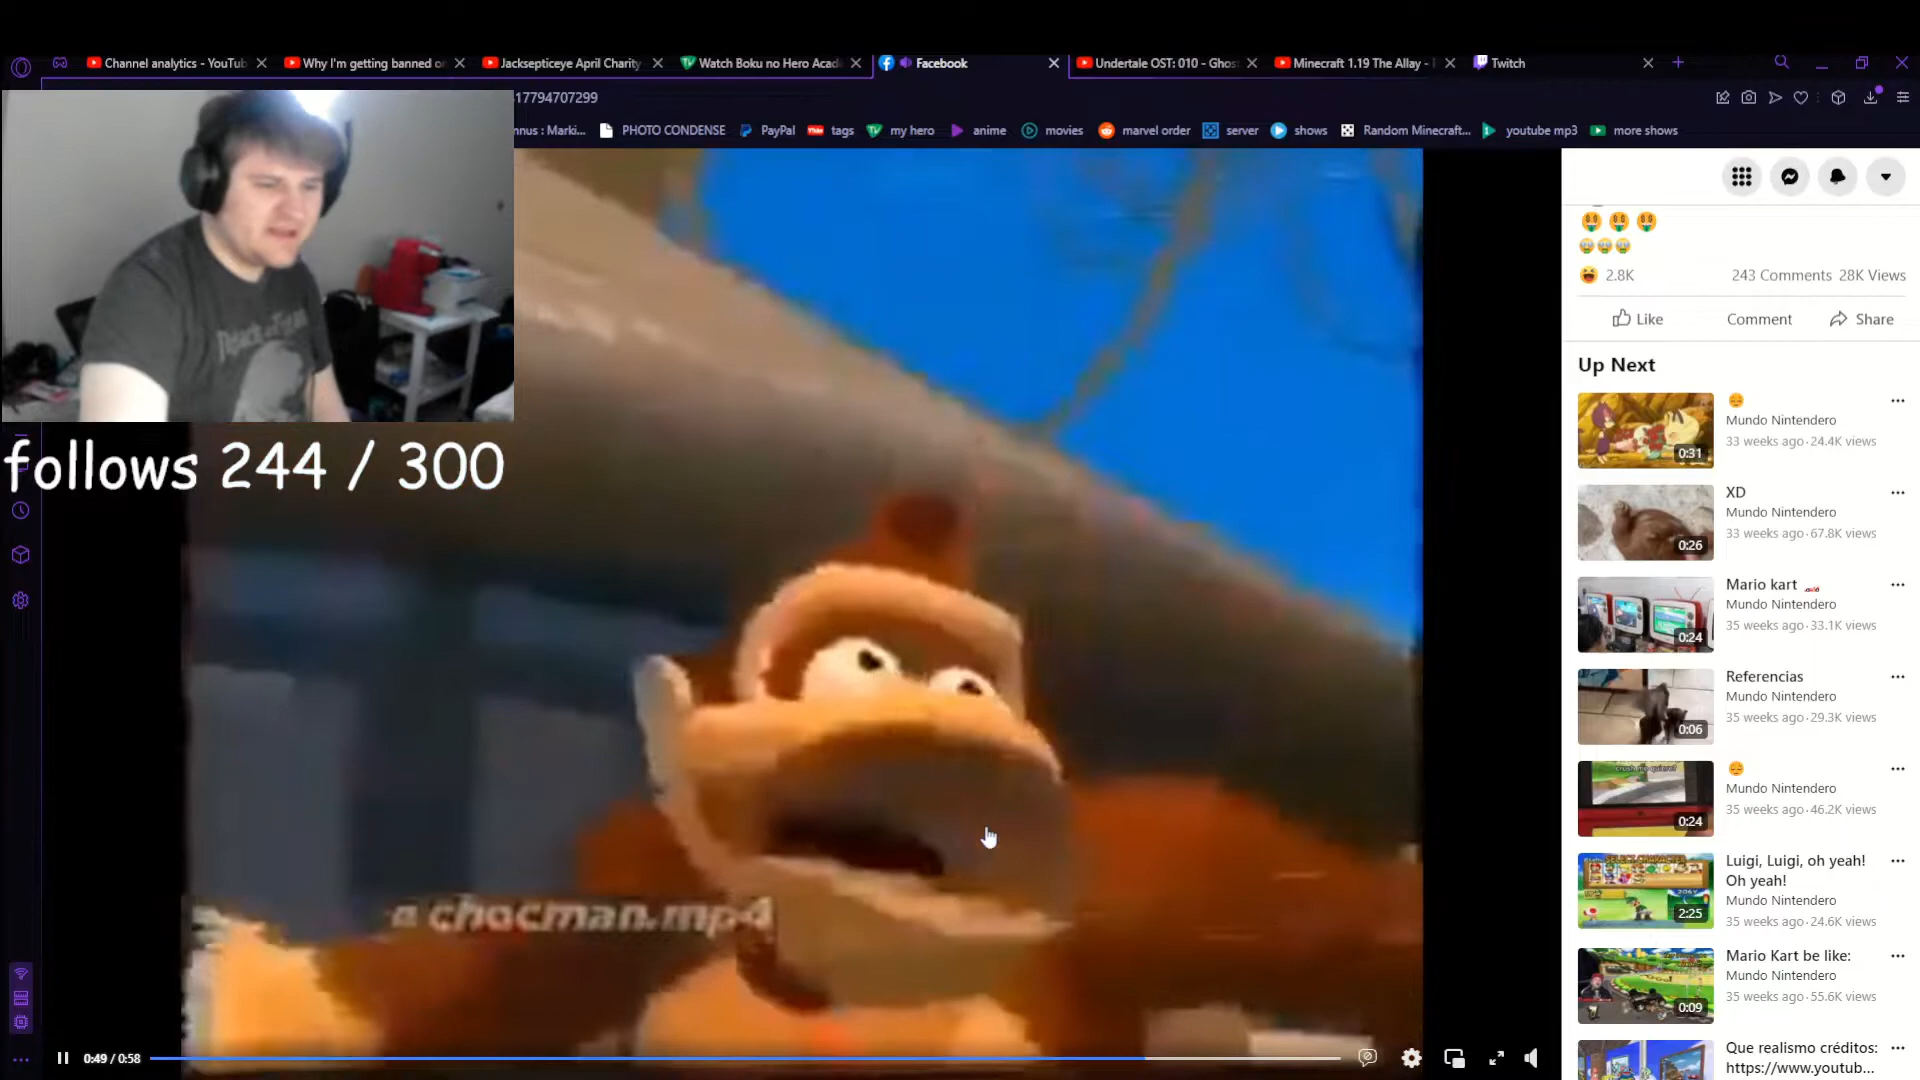 Channel analytics - YouTub
Why I'm getting banned o
Jacksepticeye April Charity
Watch Boku no Hero Acad
Facebook
Undertale OST: 010 - Ghos
Minecraft 1.19 The Allay -
Twitch
17794707299
nnus : Marki...
PHOTO CONDENSE
PayPal
tags
my hero
anime
movies
marvel order
server
shows
Random Minecraft...
youtube mp3
more shows
follows 244 / 300
chocman.mp4
0:49 / 0:58
2.8K
243 Comments 28K Views
Like
Comment
Share
Up Next
Mundo Nintendero
33 weeks ago · 24.4K views
0:31
XD
Mundo Nintendero
33 weeks ago · 67.8K views
0:26
Mario kart
Mundo Nintendero
35 weeks ago · 33.1K views
0:24
Referencias
Mundo Nintendero
35 weeks ago · 29.3K views
0:06
Mundo Nintendero
35 weeks ago · 46.2K views
0:24
Luigi, Luigi, oh yeah!
Oh yeah!
Mundo Nintendero
35 weeks ago · 24.6K views
2:25
Mario Kart be like:
Mundo Nintendero
35 weeks ago · 55.6K views
0:09
Que realismo créditos:
https://www.youtub...